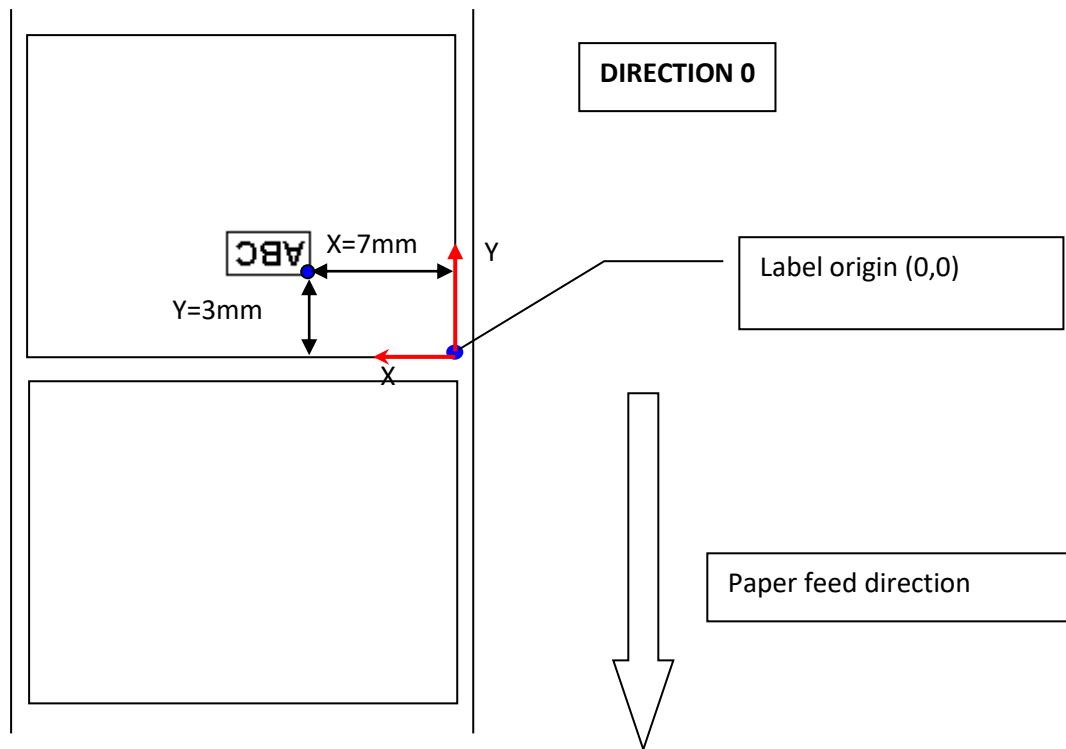 DIRECTION 0
ABC
X=7mm
Y
Y=3mm
X
Label origin (0,0)
Paper feed direction